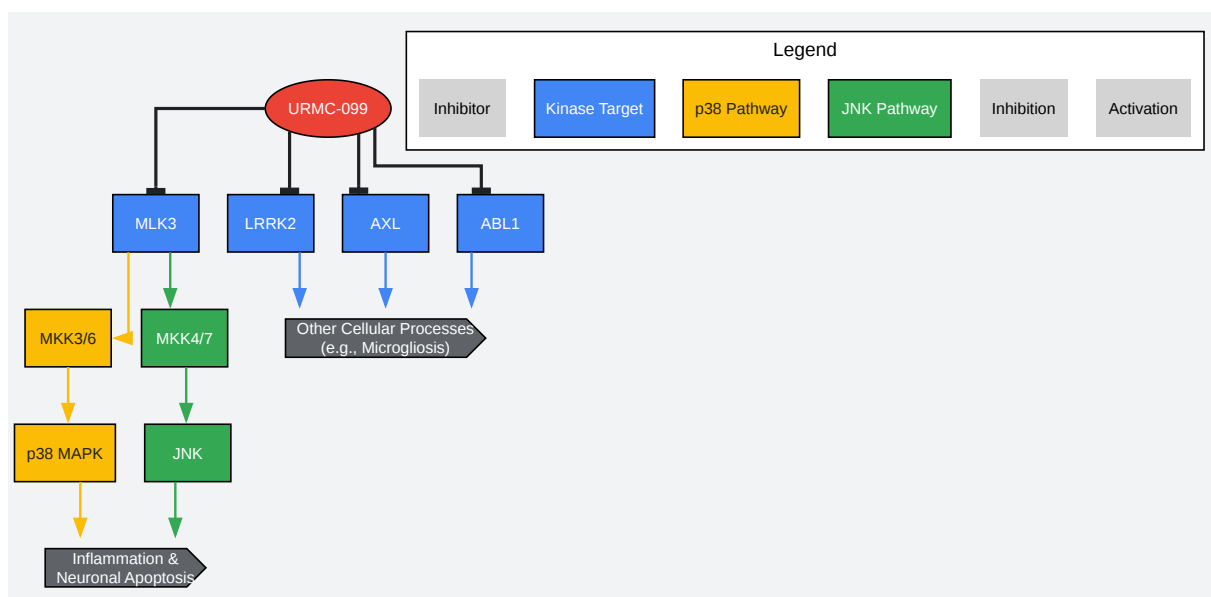 Legend
URMC-099
Inhibitor
Kinase Target
p38 Pathway
JNK Pathway
Inhibition
Activation
MLK3
LRRK2
AXL
ABL1
MKK3/6
MKK4/7
Other Cellular Processes
(e.g., Microgliosis)
p38 MAPK
JNK
Inflammation &
Neuronal Apoptosis